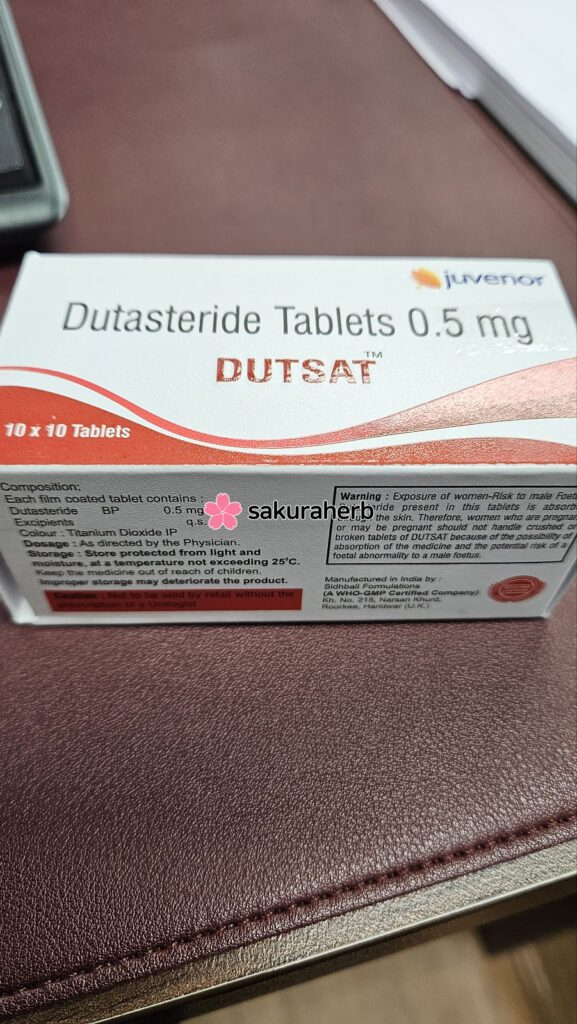 juvenor
Dutasteride Tablets 0.5 mg
DUTSAT™
10 x 10 Tablets
Composition:
Each film coated tablet contains :
Dutasteride BP 0.5 mg
Excipients q.s.
Colour : Titanium Dioxide IP
Dosage : As directed by the Physician.
Storage : Store protected from light and
moisture, at a temperature not exceeding 25°C.
Keep the medicine out of reach of children.
Improper storage may deteriorate the product.
Caution : Not to be sold by retail without the
prescription of a Urologist
sakuraherb
Warning : Exposure of women-Risk to male Foetu
ride present in this tablets is absorb
the skin. Therefore, women who are pregnan
or may be pregnant should not handle crushed or
broken tablets of DUTSAT because of the possibility of
absorption of the medicine and the potential risk of a
foetal abnormality to a male foetus.
Manufactured in India by :
Sidhbali Formulations
(A WHO-GMP Certified Company)
Kh. No. 215, Narsan Khurd,
Roorkee, Haridwar (U.K.)